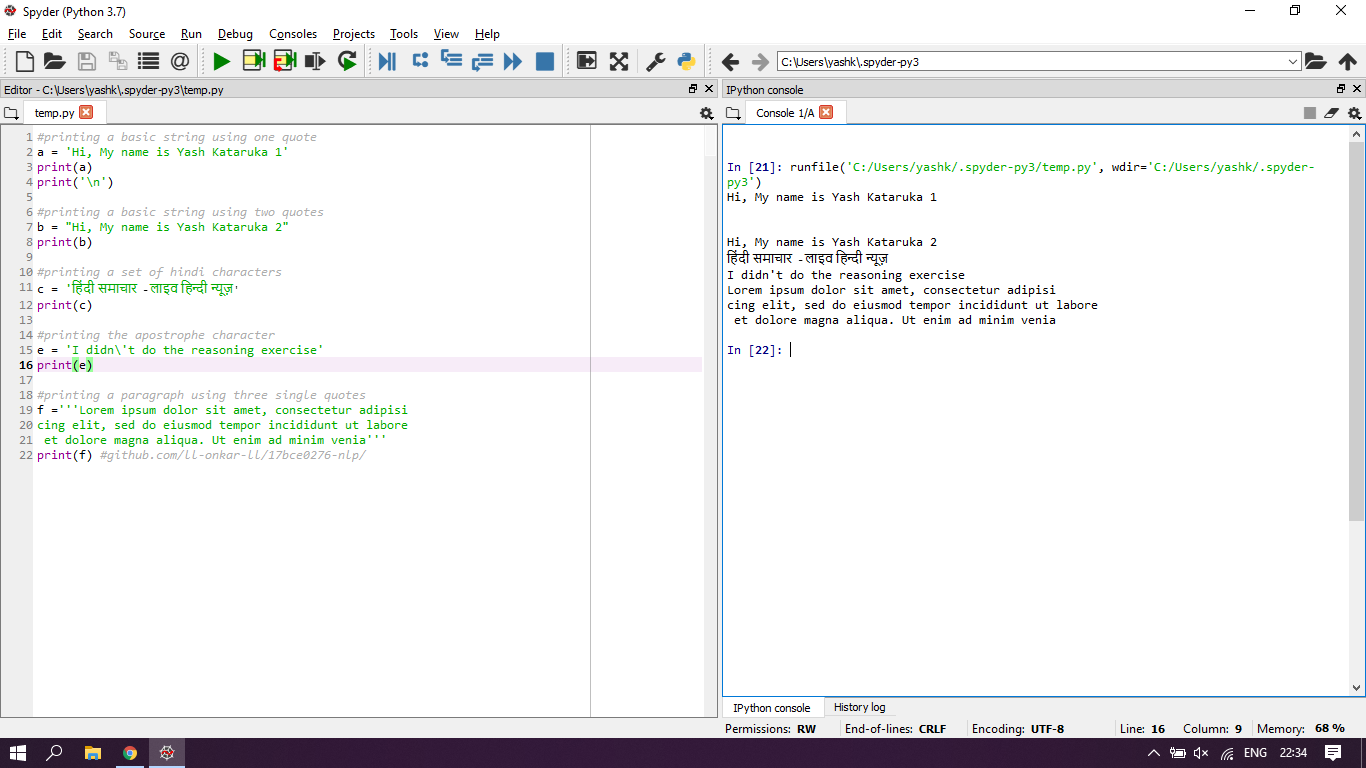 Spyder (Python 3.7)
File Edit Search Source Run Debug Consoles Projects Tools View Help
C:\Users\yashk\.spyder-py3
Editor - C:\Users\yashk\.spyder-py3\temp.py
temp.py
1 #printing a basic string using one quote
2 a = 'Hi, My name is Yash Kataruka 1'
3 print(a)
4 print('\n')
5
6 #printing a basic string using two quotes
7 b = "Hi, My name is Yash Kataruka 2"
8 print(b)
9
10 #printing a set of hindi characters
11 c = 'हिंदी समाचार -लाइव हिन्दी न्यूज़'
12 print(c)
13
14 #printing the apostrophe character
15 e = 'I didn\'t do the reasoning exercise'
16 print(e)
17
18 #printing a paragraph using three single quotes
19 f ='''Lorem ipsum dolor sit amet, consectetur adipisi
20 cing elit, sed do eiusmod tempor incididunt ut labore
21  et dolore magna aliqua. Ut enim ad minim venia'''
22 print(f) #github.com/ll-onkar-ll/17bce0276-nlp/
IPython console
Console 1/A
In [21]: runfile('C:/Users/yashk/.spyder-py3/temp.py', wdir='C:/Users/yashk/.spyder-
py3')
Hi, My name is Yash Kataruka 1
Hi, My name is Yash Kataruka 2
हिंदी समाचार -लाइव हिन्दी न्यूज़
I didn't do the reasoning exercise
Lorem ipsum dolor sit amet, consectetur adipisi
cing elit, sed do eiusmod tempor incididunt ut labore
 et dolore magna aliqua. Ut enim ad minim venia
In [22]:
IPython console History log
Permissions: RW End-of-lines: CRLF Encoding: UTF-8 Line: 16 Column: 9 Memory: 68 %
ENG 22:34